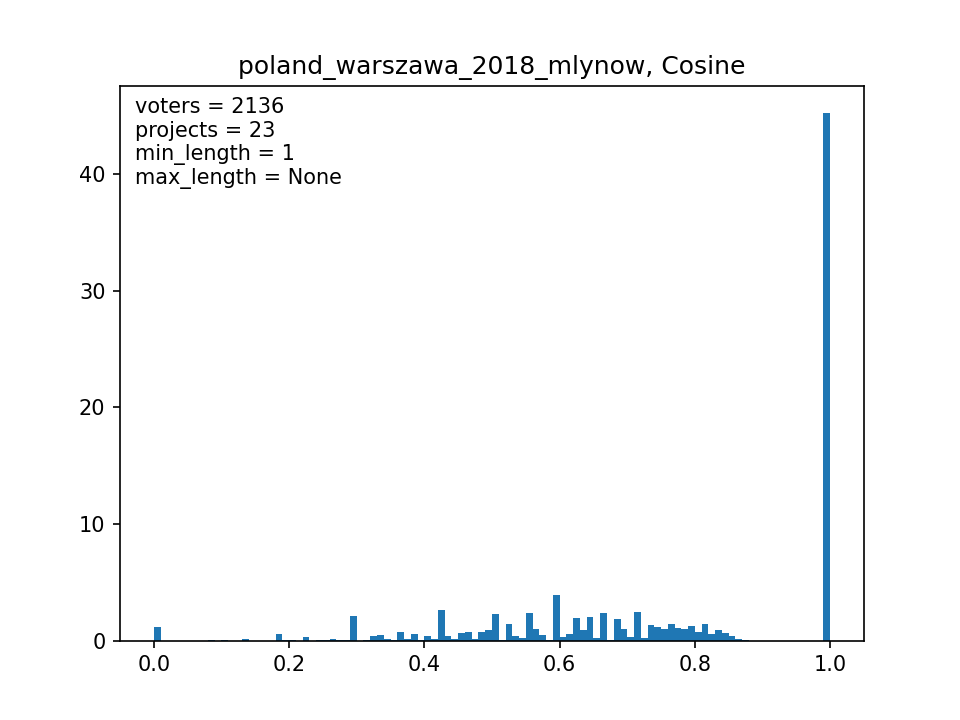 poland_warszawa_2018_mlynow, Cosine
voters = 2136
projects = 23
min_length = 1
max_length = None
40
30
20
10
0
0.0 0.2 0.4 0.6 0.8 1.0